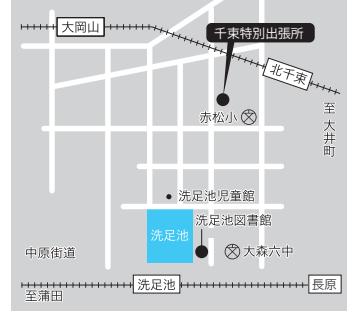 大岡山
千束特別出張所
北千束
赤松小
至大井町
洗足池児童館
洗足池図書館
洗足池
大森六中
中原街道
洗足池
長原
至蒲田